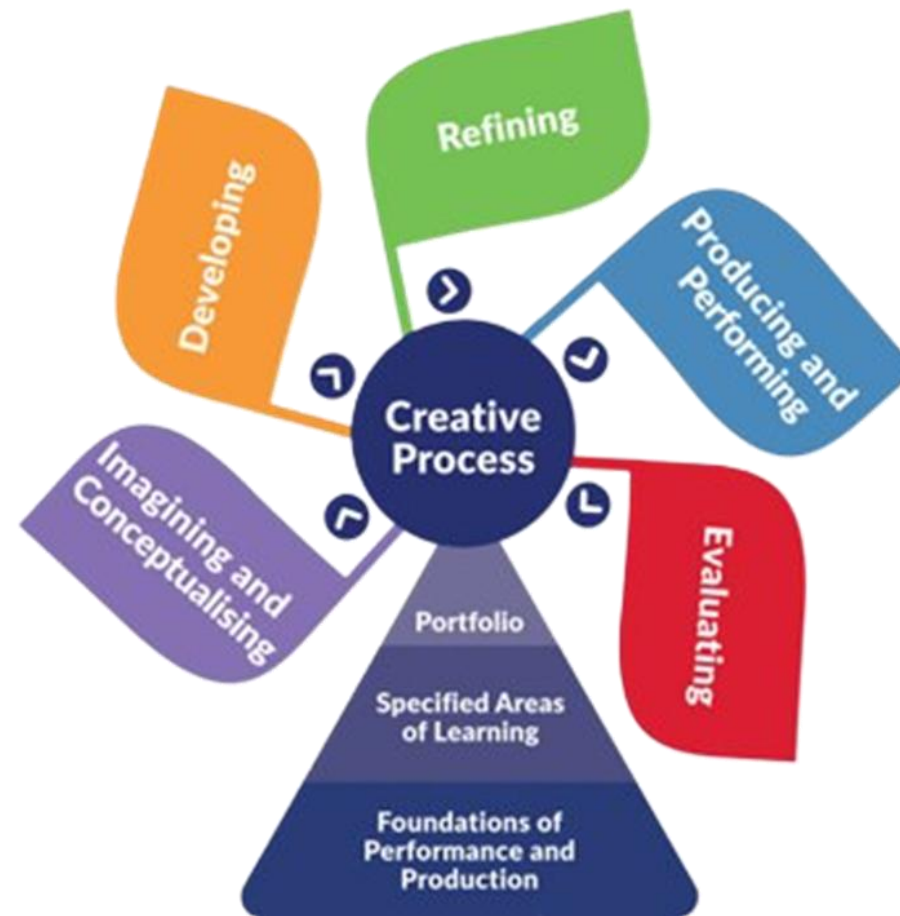 Refining
Developing
Producing and
Performing
Creative
Process
Imagining and
Conceptualising
Evaluating
Portfolio
Specified Areas
of Learning
Foundations of
Performance and
Production